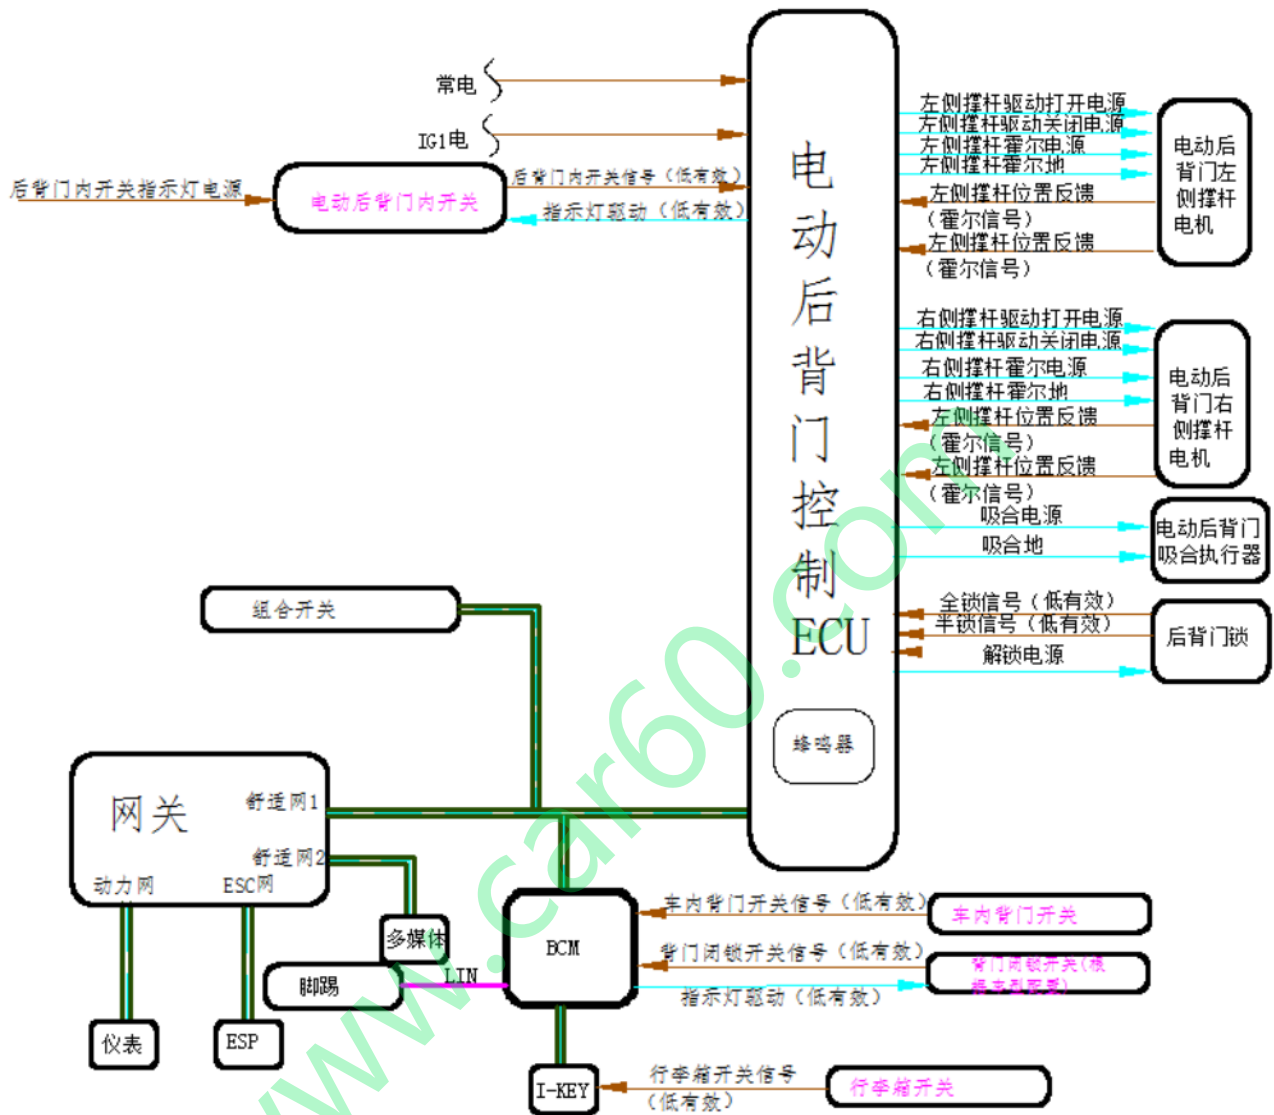 常电
IG1电
后背门内开关指示灯电源
电动后背门内开关
后背门内开关信号(低有效)
指示灯驱动(低有效)
电动后背门控制ECU
蜂鸣器
左侧撑杆驱动打开电源
左侧撑杆驱动关闭电源
左侧撑杆霍尔电源
左侧撑杆霍尔地
左侧撑杆位置反馈
(霍尔信号)
左侧撑杆位置反馈
(霍尔信号)
电动后
背门左
侧撑杆
电机
右侧撑杆驱动打开电源
右侧撑杆驱动关闭电源
右侧撑杆霍尔电源
右侧撑杆霍尔地
左侧撑杆位置反馈
(霍尔信号)
左侧撑杆位置反馈
(霍尔信号)
电动后
背门右
侧撑杆
电机
吸合电源
吸合地
电动后背门
吸合执行器
全锁信号(低有效)
半锁信号(低有效)
解锁电源
后背门锁
组合开关
网关
舒适网1
舒适网2
动力网
ESC网
仪表
ESP
多媒体
脚踢
LIN
BCM
车内背门开关信号(低有效)
车内背门开关
背门闭锁开关信号(低有效)
指示灯驱动(低有效)
背门闭锁开关(根
据车型配置)
I-KEY
行李箱开关信号
(低有效)
行李箱开关
www.car60.com